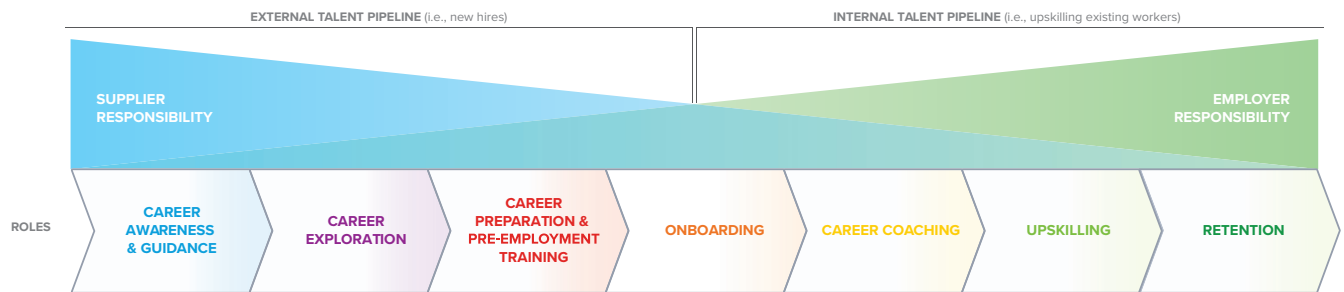 EXTERNAL TALENT PIPELINE (i.e., new hires)
INTERNAL TALENT PIPELINE (i.e., upskilling existing workers)
SUPPLIER
RESPONSIBILITY
EMPLOYER
RESPONSIBILITY
ROLES
CAREER
AWARENESS
& GUIDANCE
CAREER
EXPLORATION
CAREER
PREPARATION &
PRE-EMPLOYMENT
TRAINING
ONBOARDING
CAREER COACHING
UPSKILLING
RETENTION